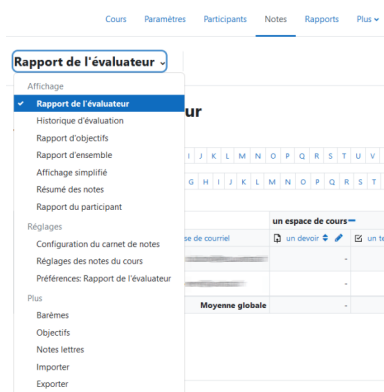 Cours Paramètres Participants Notes Rapports Plus
Rapport de l'évaluateur
Affichage
Rapport de l'évaluateur
ur
Historique d'évaluation
Rapport d'objectifs
Rapport d'ensemble
I J K L M N O P Q R S T U V
Affichage simplifié
Résumé des notes
G H I J K L M N O P Q R S T
Rapport du participant
Réglages
un espace de cours
Configuration du carnet de notes
se de courriel un devoir un te
Réglages des notes du cours
-
Préférences: Rapport de l'évaluateur
-
Plus
Moyenne globale -
Barèmes
Objectifs
Notes lettres
Importer
Exporter